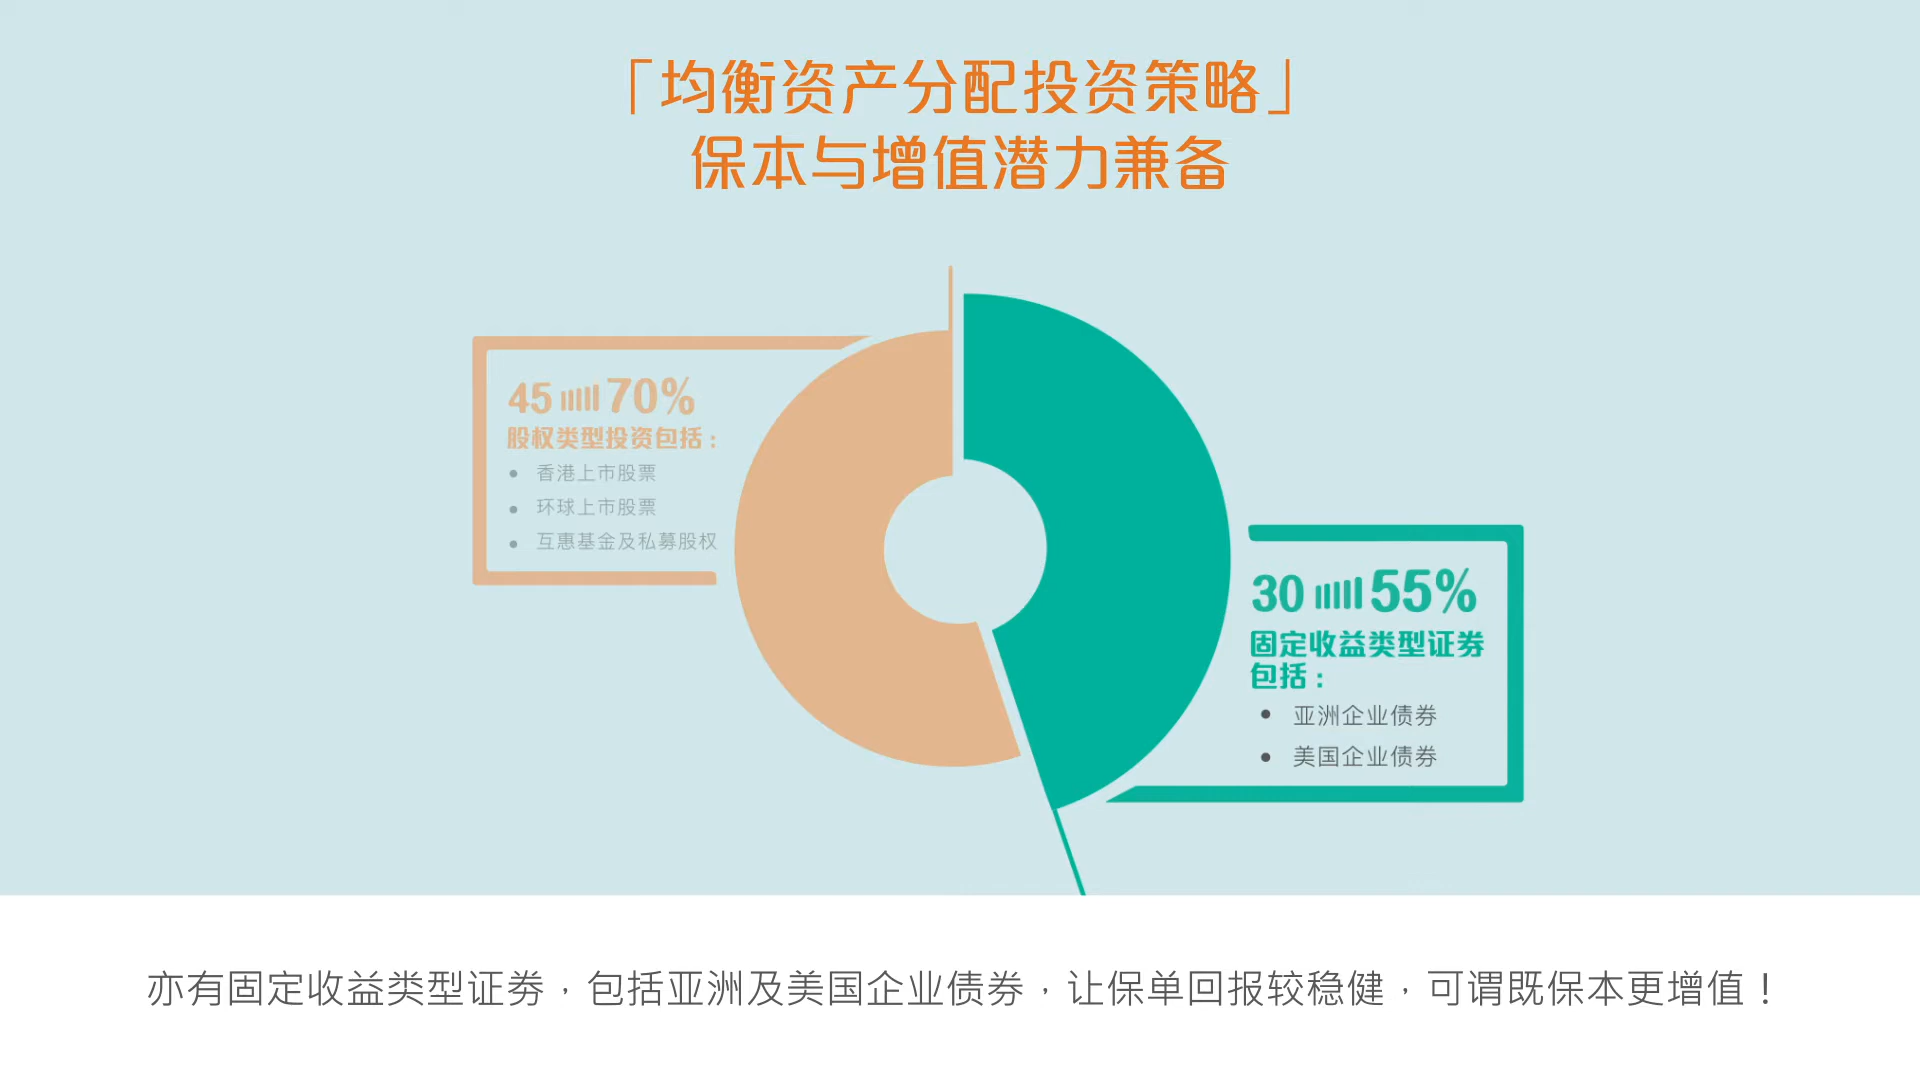 「均衡资产分配投资策略」
保本与增值潜力兼备
45 70%
股权类型投资包括：
• 香港上市股票
• 环球上市股票
• 互惠基金及私募股权
30 55%
固定收益类型证券
包括：
• 亚洲企业债券
• 美国企业债券
亦有固定收益类型证券，包括亚洲及美国企业债券，让保单回报较稳健，可谓既保本更增值！